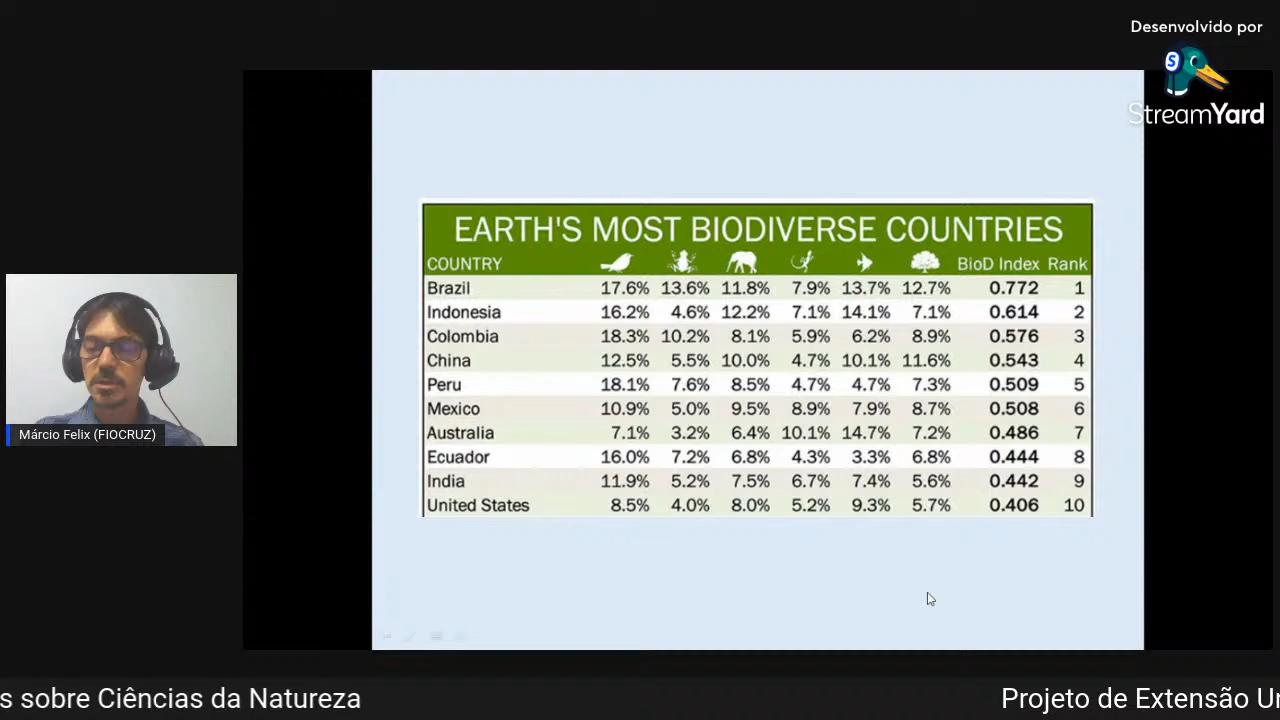 Desenvolvido por
StreamYard
EARTH'S MOST BIODIVERSE COUNTRIES
COUNTRY BioD Index Rank
Brazil 17.6% 13.6% 11.8% 7.9% 13.7% 12.7% 0.772 1
Indonesia 16.2% 4.6% 12.2% 7.1% 14.1% 7.1% 0.614 2
Colombia 18.3% 10.2% 8.1% 5.9% 6.2% 8.9% 0.576 3
China 12.5% 5.5% 10.0% 4.7% 10.1% 11.6% 0.543 4
Peru 18.1% 7.6% 8.5% 4.7% 4.7% 7.3% 0.509 5
Mexico 10.9% 5.0% 9.5% 8.9% 7.9% 8.7% 0.508 6
Australia 7.1% 3.2% 6.4% 10.1% 14.7% 7.2% 0.486 7
Ecuador 16.0% 7.2% 6.8% 4.3% 3.3% 6.8% 0.444 8
India 11.9% 5.2% 7.5% 6.7% 7.4% 5.6% 0.442 9
United States 8.5% 4.0% 8.0% 5.2% 9.3% 5.7% 0.406 10
Márcio Felix (FIOCRUZ)
s sobre Ciências da Natureza Projeto de Extensão Un